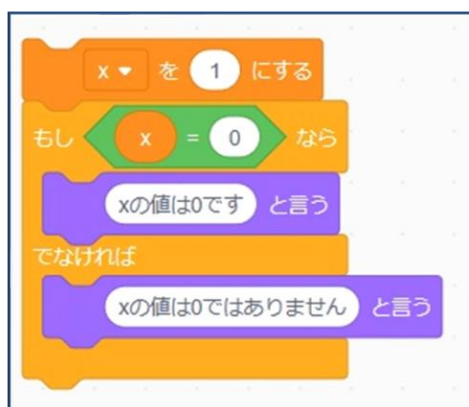 x を 1 にする
もし x = 0 なら
xの値は0です と言う
でなければ
xの値は0ではありません と言う